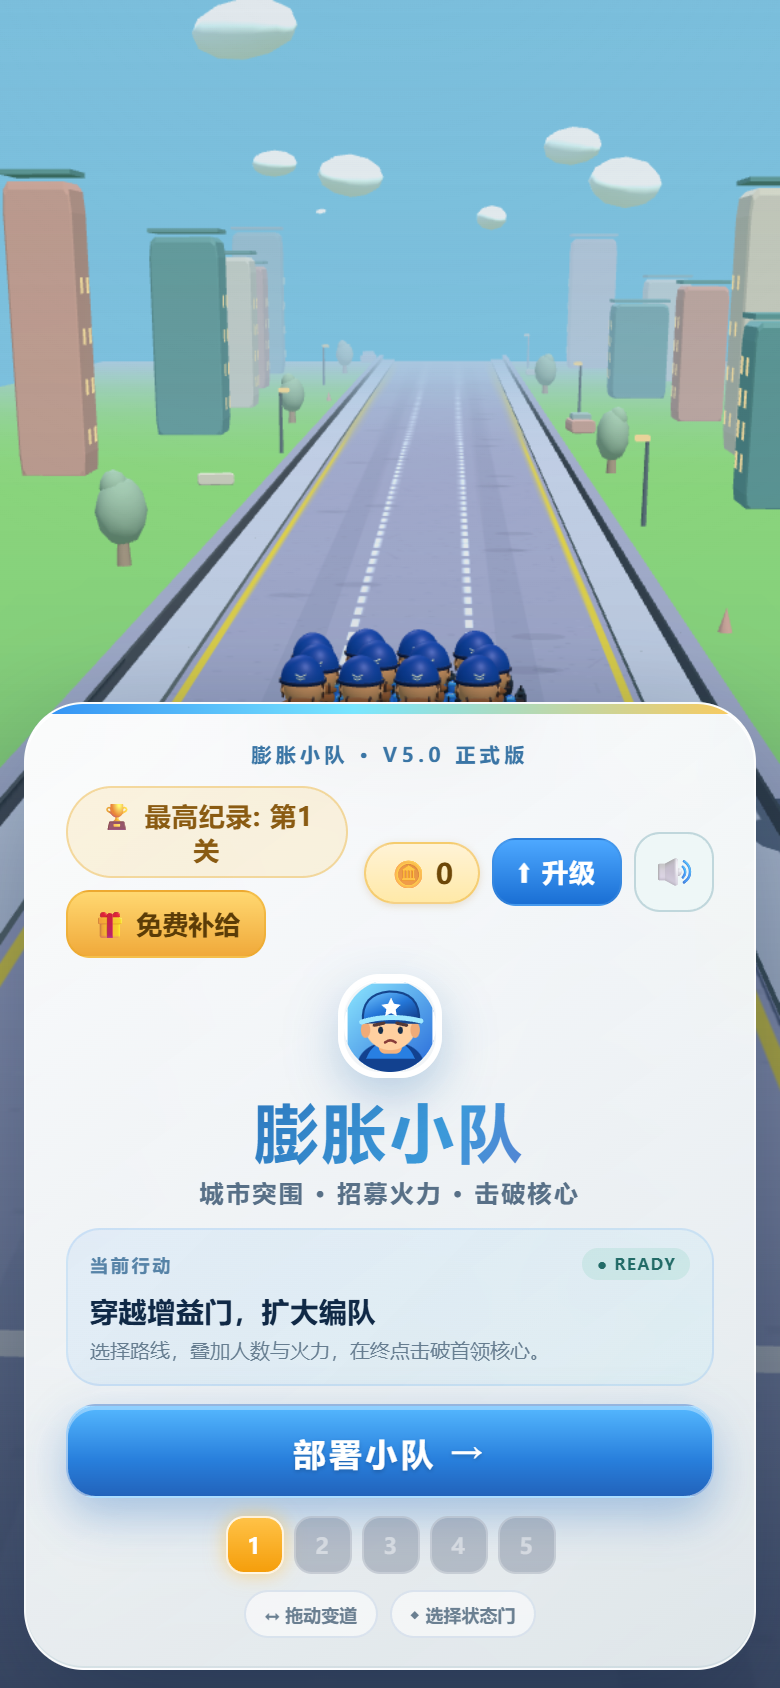 膨胀小队 • V5.0 正式版
🏆 最高纪录: 第1
关
🪙 0
⬆ 升级
🎁 免费补给
膨胀小队
城市突围 • 招募火力 • 击破核心
当前行动
● READY
穿越增益门，扩大编队
选择路线，叠加人数与火力，在终点击破首领核心。
部署小队 →
1 2 3 4 5
↔ 拖动变道
◆ 选择状态门